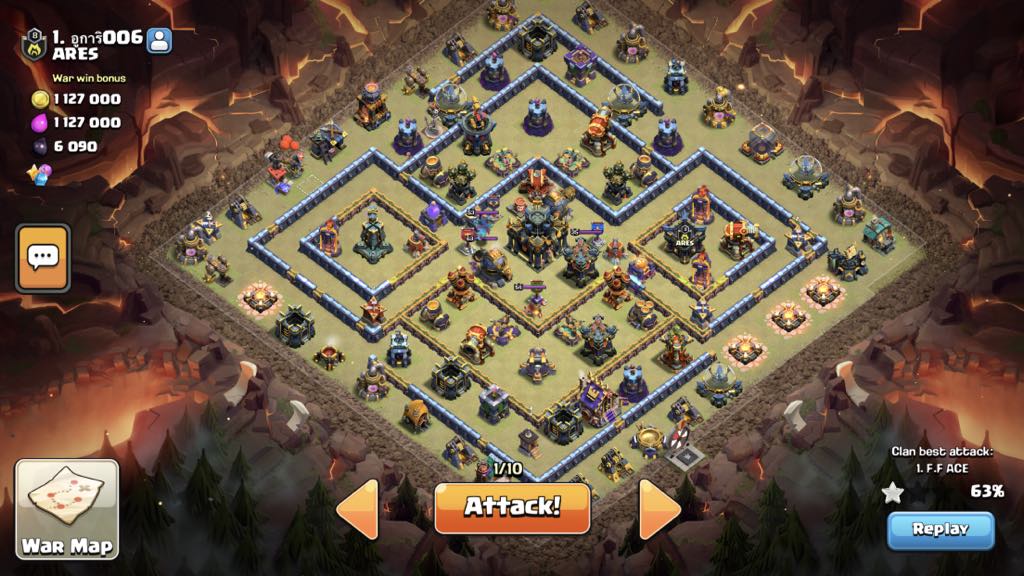 8
1. อุการิ006
ARES
War win bonus
1 127 000
1 127 000
6 090
ARES
1/10
Attack!
War Map
Clan best attack:
1. F.F ACE
63%
Replay